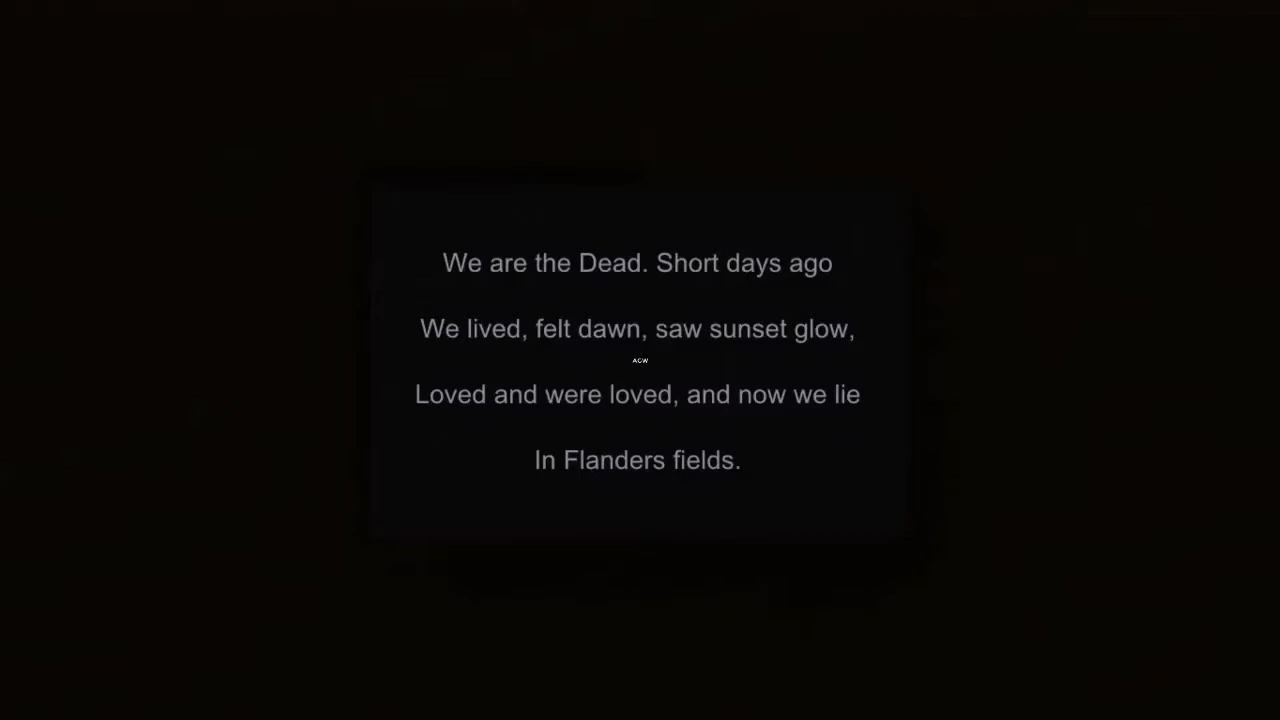 We are the Dead. Short days ago
We lived, felt dawn, saw sunset glow,
AGW
Loved and were loved, and now we lie
In Flanders fields.